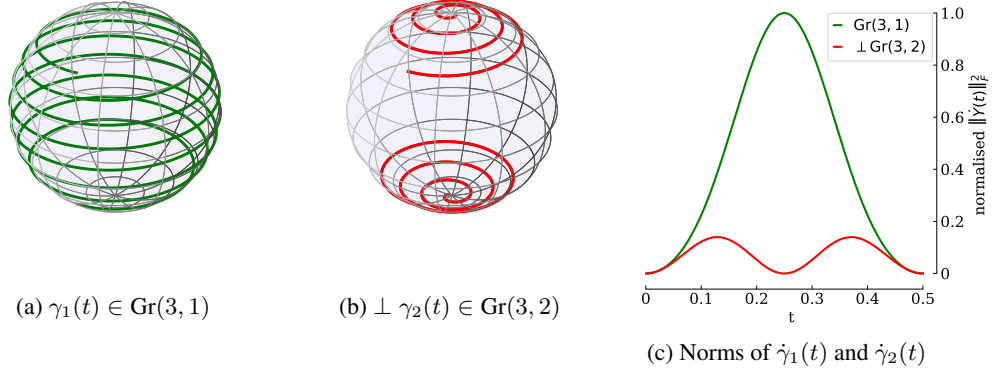 Gr(3, 1)
⊥ Gr(3, 2)
1.0
0.8
0.6
0.4
0.2
0
normalised ‖Ẏ(t)‖²_F
0 0.1 0.2 0.3 0.4 0.5
t
(a) γ₁(t) ∈ Gr(3, 1)
(b) ⊥ γ₂(t) ∈ Gr(3, 2)
(c) Norms of γ̇₁(t) and γ̇₂(t)